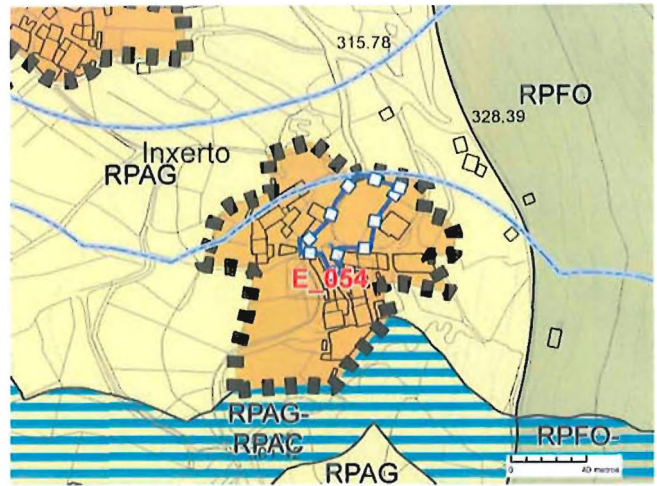 315.78
RPFO
328.39
Inxerto
RPAG
E_054
RPAG-
RPAC
RPFO-
RPAG
0 40 metros